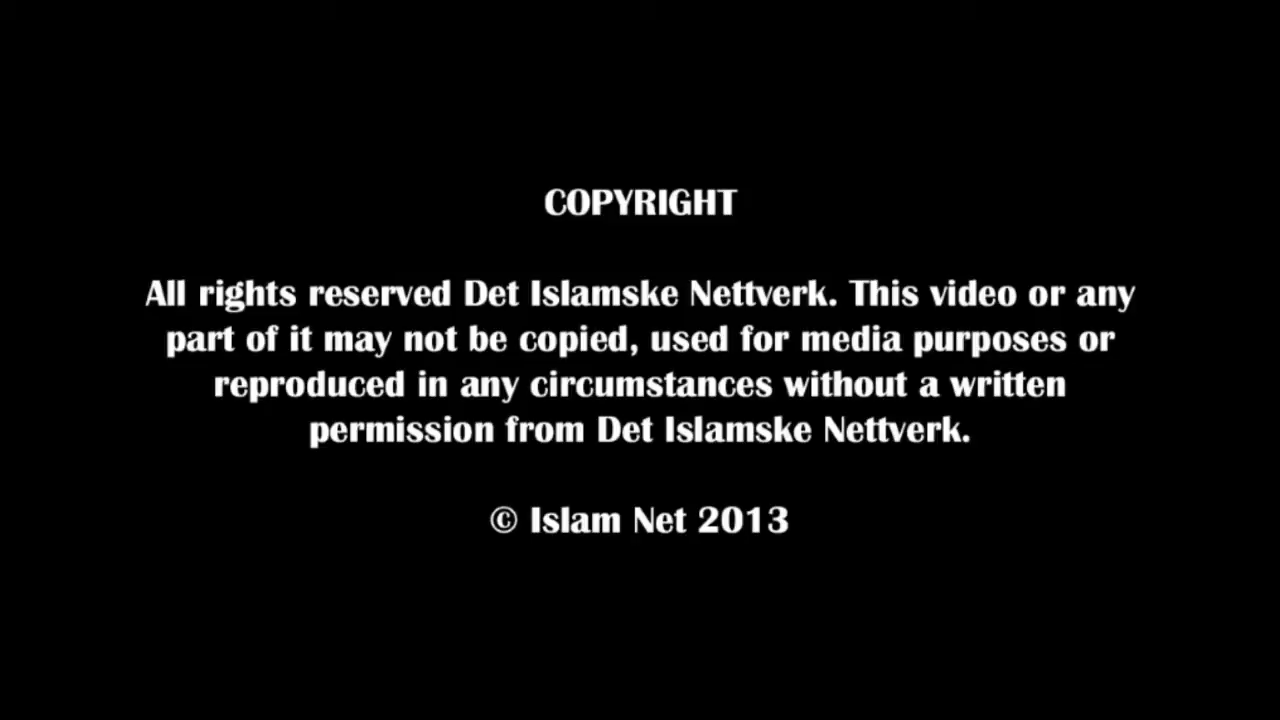 COPYRIGHT
All rights reserved Det Islamske Nettverk. This video or any
part of it may not be copied, used for media purposes or
reproduced in any circumstances without a written
permission from Det Islamske Nettverk.
© Islam Net 2013